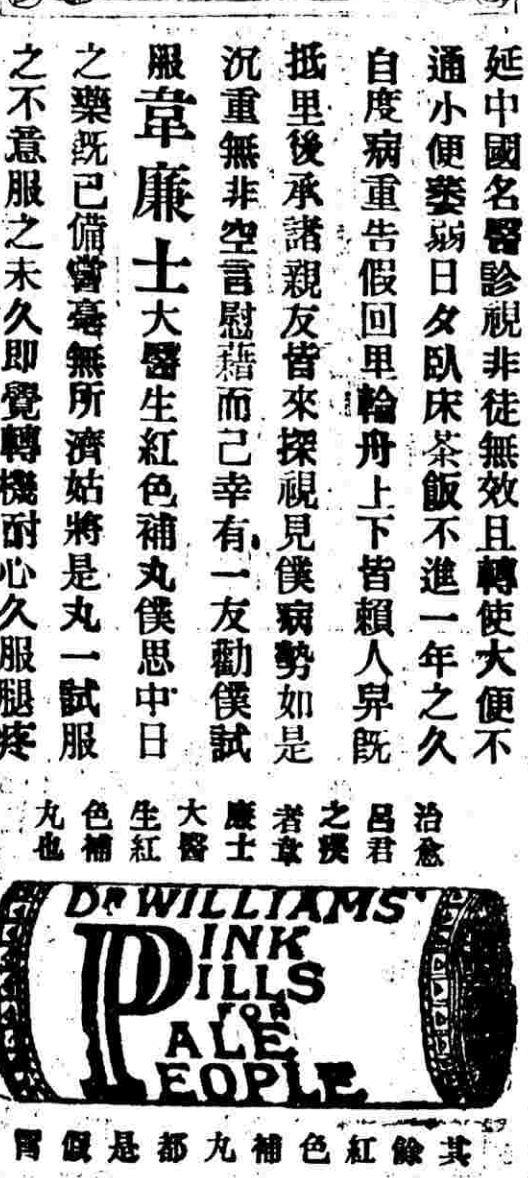 延中國名醫診視非徒無效且轉使大便不
通小便萎弱日夕臥床茶飯不進一年之久
自度病重告假回里輪舟上下皆賴人舁既
抵里後承諸親友皆來探視見僕病勢如是
沉重無非空言慰藉而己幸有一友勸僕試
服韋廉士大醫生紅色補丸僕思中日
之藥既已備嘗毫無所濟姑將是丸一試服
之不意服之未久即覺轉機耐心久服腿疼
治愈
呂君
之疾
者韋
廉士
大醫
生紅
色補
丸也
DR WILLIAMS'
PINK
PILLS
FOR
PALE
PEOPLE
其餘紅色補丸都是假冒